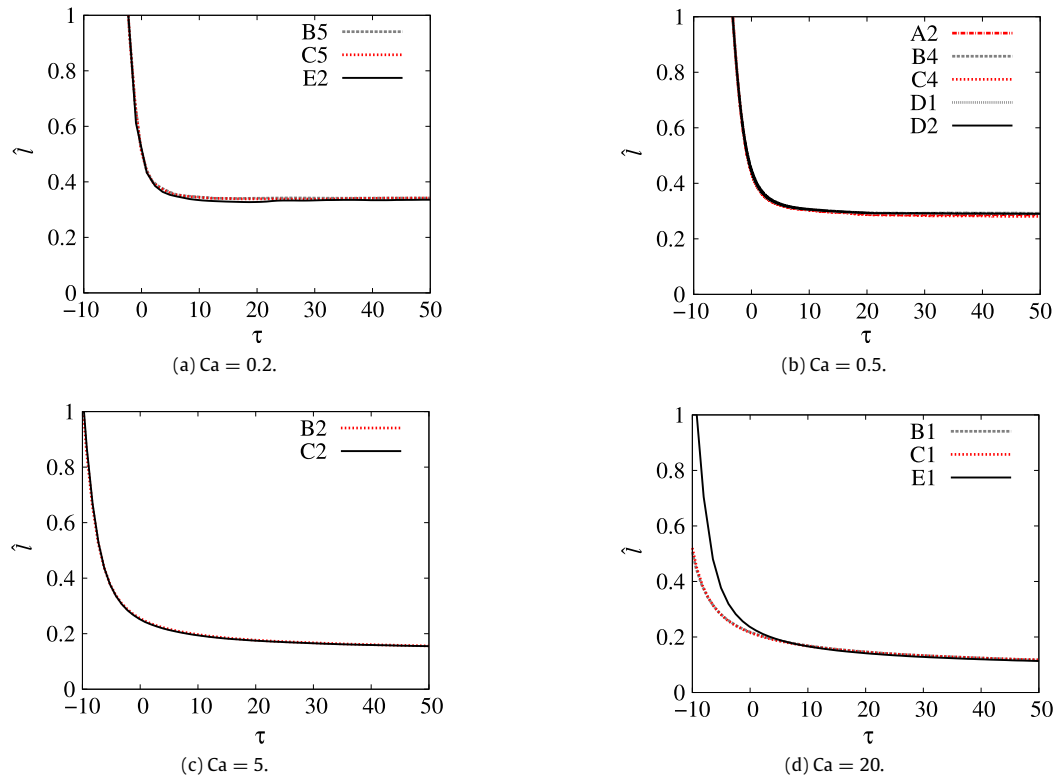 1
0.8
0.6
0.4
0.2
0
l̂
B5
C5
E2
−10 0 10 20 30 40 50
τ
(a) Ca = 0.2.
1
0.8
0.6
0.4
0.2
0
l̂
A2
B4
C4
D1
D2
−10 0 10 20 30 40 50
τ
(b) Ca = 0.5.
1
0.8
0.6
0.4
0.2
0
l̂
B2
C2
−10 0 10 20 30 40 50
τ
(c) Ca = 5.
1
0.8
0.6
0.4
0.2
0
l̂
B1
C1
E1
−10 0 10 20 30 40 50
τ
(d) Ca = 20.